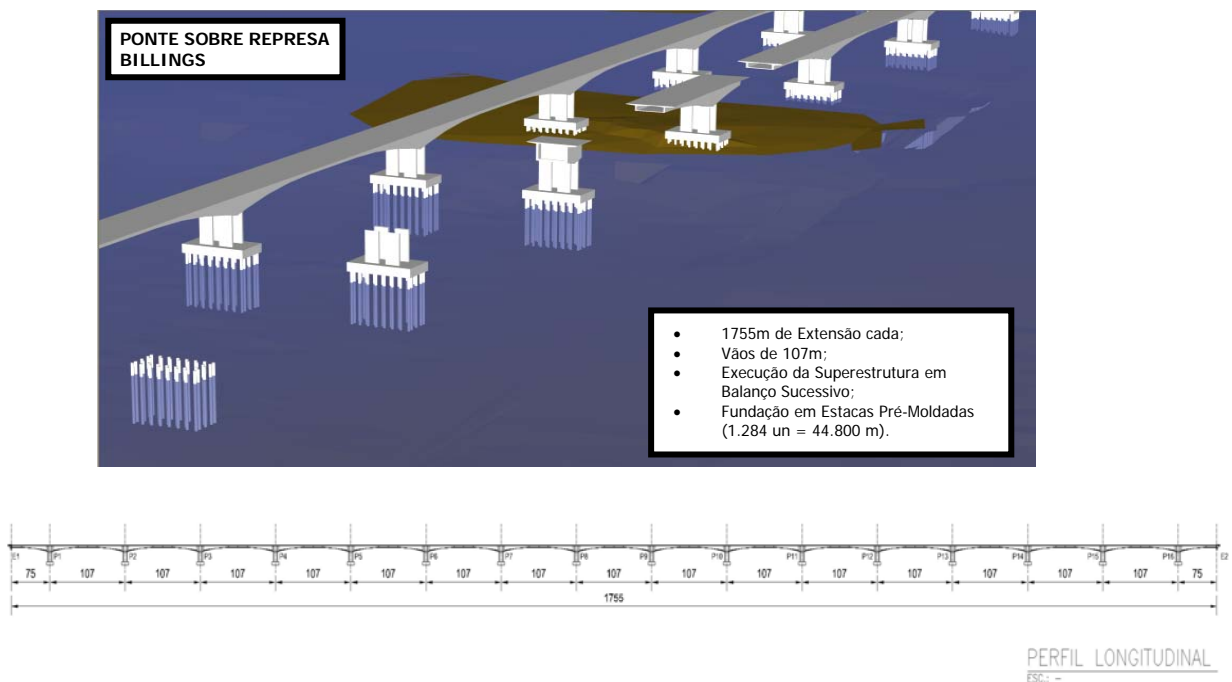 PONTE SOBRE REPRESA
BILLINGS
• 1755m de Extensão cada;
• Vãos de 107m;
• Execução da Superestrutura em
Balanço Sucessivo;
• Fundação em Estacas Pré-Moldadas
(1.284 un = 44.800 m).
E1 P1 P2 P3 P4 P5 P6 P7 P8 P9 P10 P11 P12 P13 P14 P15 P16 E2
75 107 107 107 107 107 107 107 107 107 107 107 107 107 107 107 75
1755
PERFIL LONGITUDINAL
ESC.: -